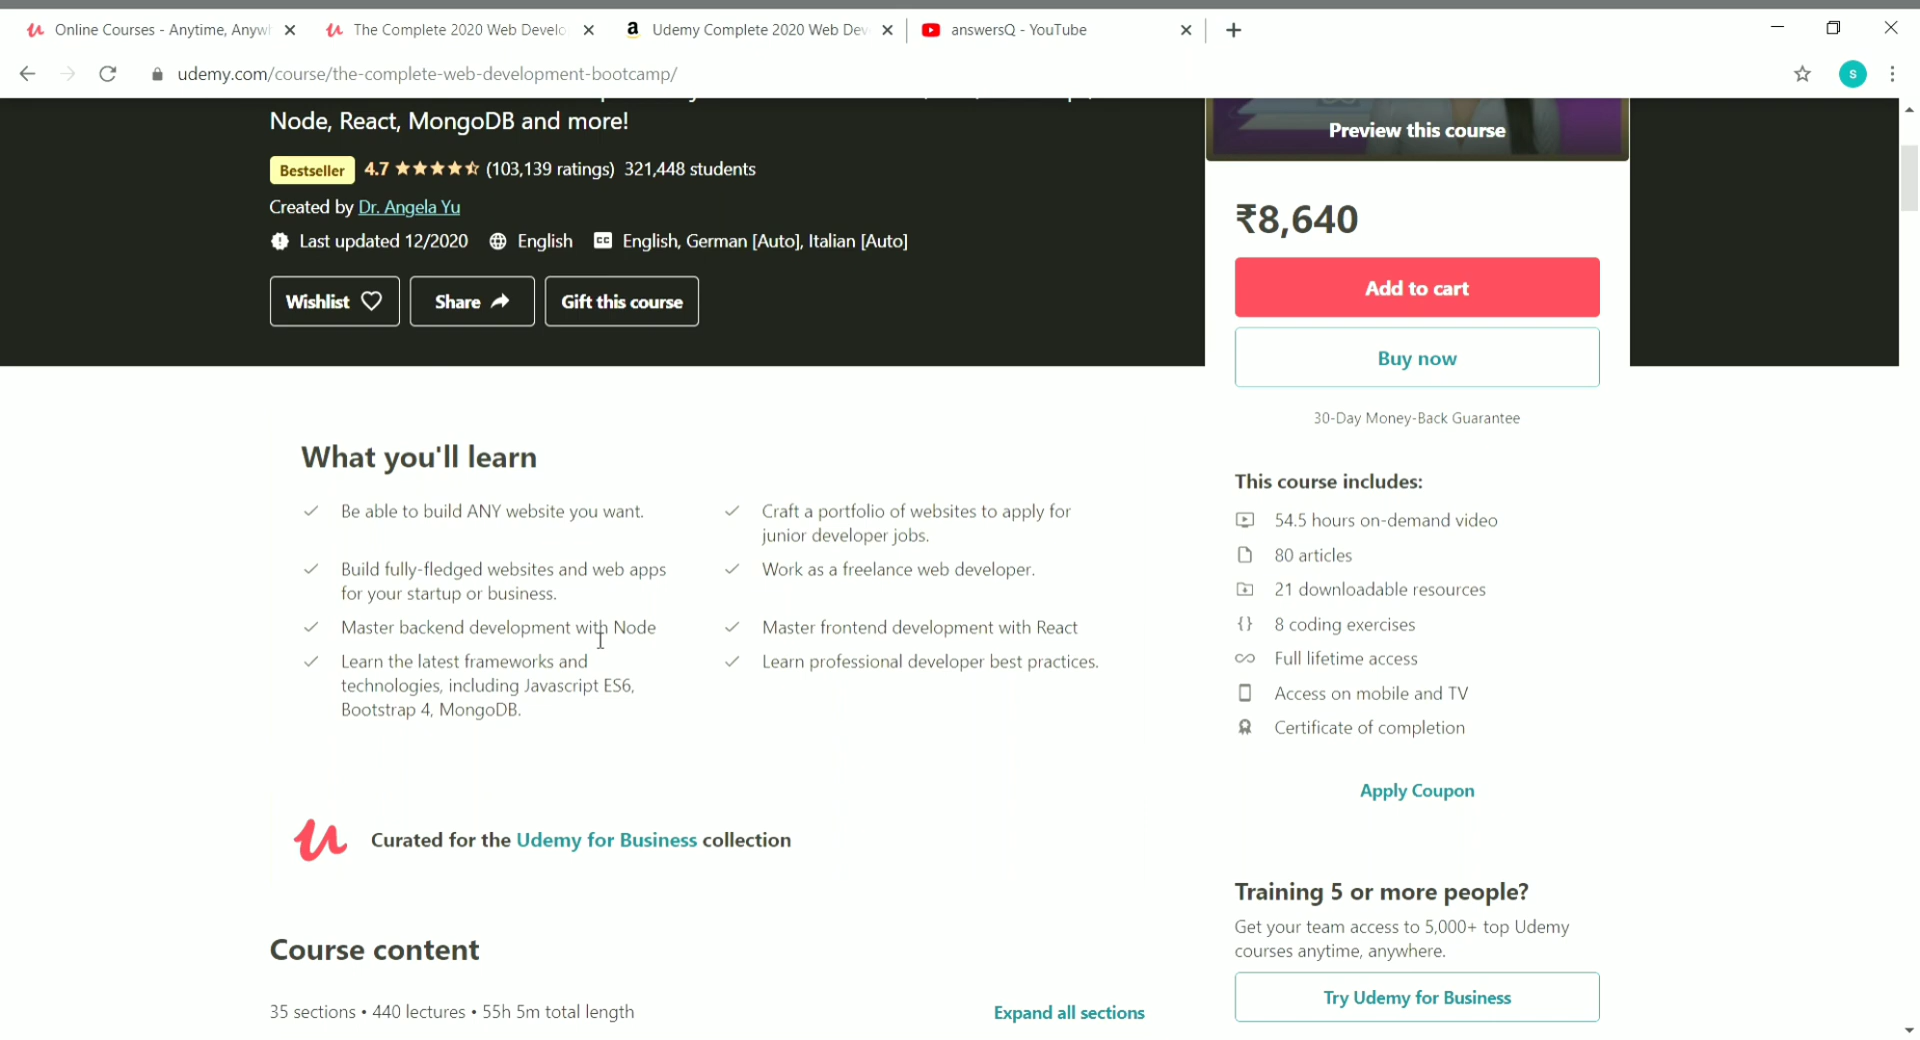 Online Courses - Anytime, Anywh
The Complete 2020 Web Develo
Udemy Complete 2020 Web Dev
answersQ - YouTube
udemy.com/course/the-complete-web-development-bootcamp/
S
Node, React, MongoDB and more!
Bestseller 4.7 (103,139 ratings) 321,448 students
Created by Dr. Angela Yu
Last updated 12/2020 English English, German [Auto], Italian [Auto]
Wishlist Share Gift this course
Preview this course
₹8,640
Add to cart
Buy now
30-Day Money-Back Guarantee
What you'll learn
Be able to build ANY website you want.
Craft a portfolio of websites to apply for
junior developer jobs.
Build fully-fledged websites and web apps
for your startup or business.
Work as a freelance web developer.
Master backend development with Node
Master frontend development with React
Learn the latest frameworks and
technologies, including Javascript ES6,
Bootstrap 4, MongoDB.
Learn professional developer best practices.
This course includes:
54.5 hours on-demand video
80 articles
21 downloadable resources
8 coding exercises
Full lifetime access
Access on mobile and TV
Certificate of completion
Apply Coupon
Curated for the Udemy for Business collection
Training 5 or more people?
Get your team access to 5,000+ top Udemy
courses anytime, anywhere.
Try Udemy for Business
Course content
35 sections • 440 lectures • 55h 5m total length
Expand all sections